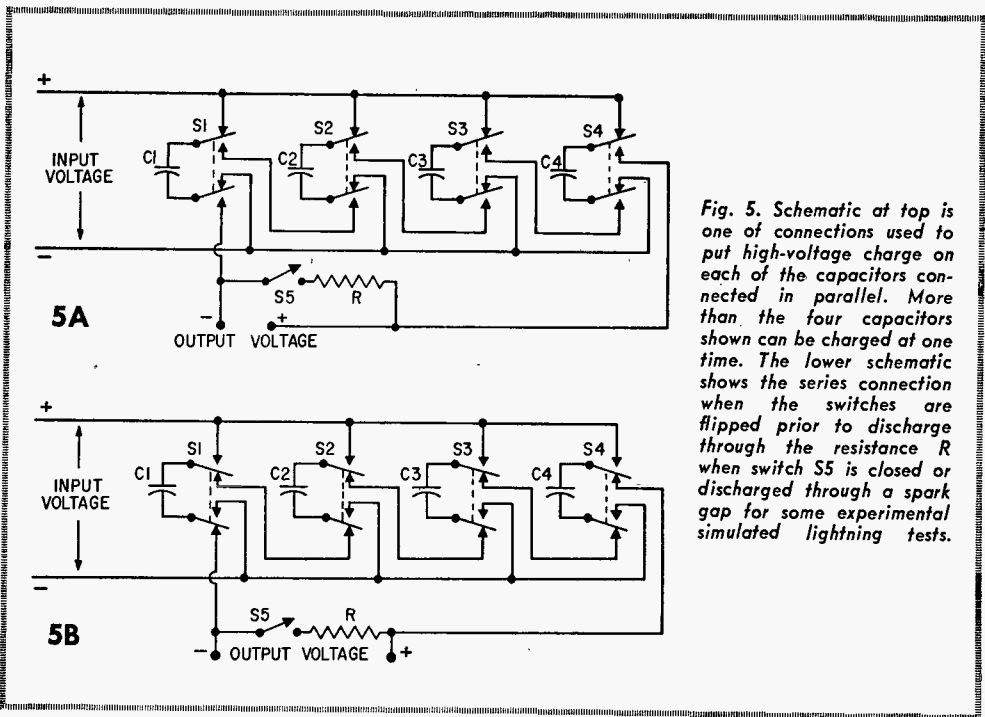 +
S1
S2
S3
S4
INPUT
VOLTAGE
C1
C2
C3
C4
−
S5
R
5A
− +
OUTPUT VOLTAGE
+
S1
S2
S3
S4
INPUT
VOLTAGE
C1
C2
C3
C4
−
S5
R
5B
− OUTPUT VOLTAGE +
Fig. 5. Schematic at top is
one of connections used to
put high-voltage charge on
each of the capacitors con-
nected in parallel. More
than the four capacitors
shown can be charged at one
time. The lower schematic
shows the series connection
when the switches are
flipped prior to discharge
through the resistance R
when switch S5 is closed or
discharged through a spark
gap for some experimental
simulated lightning tests.